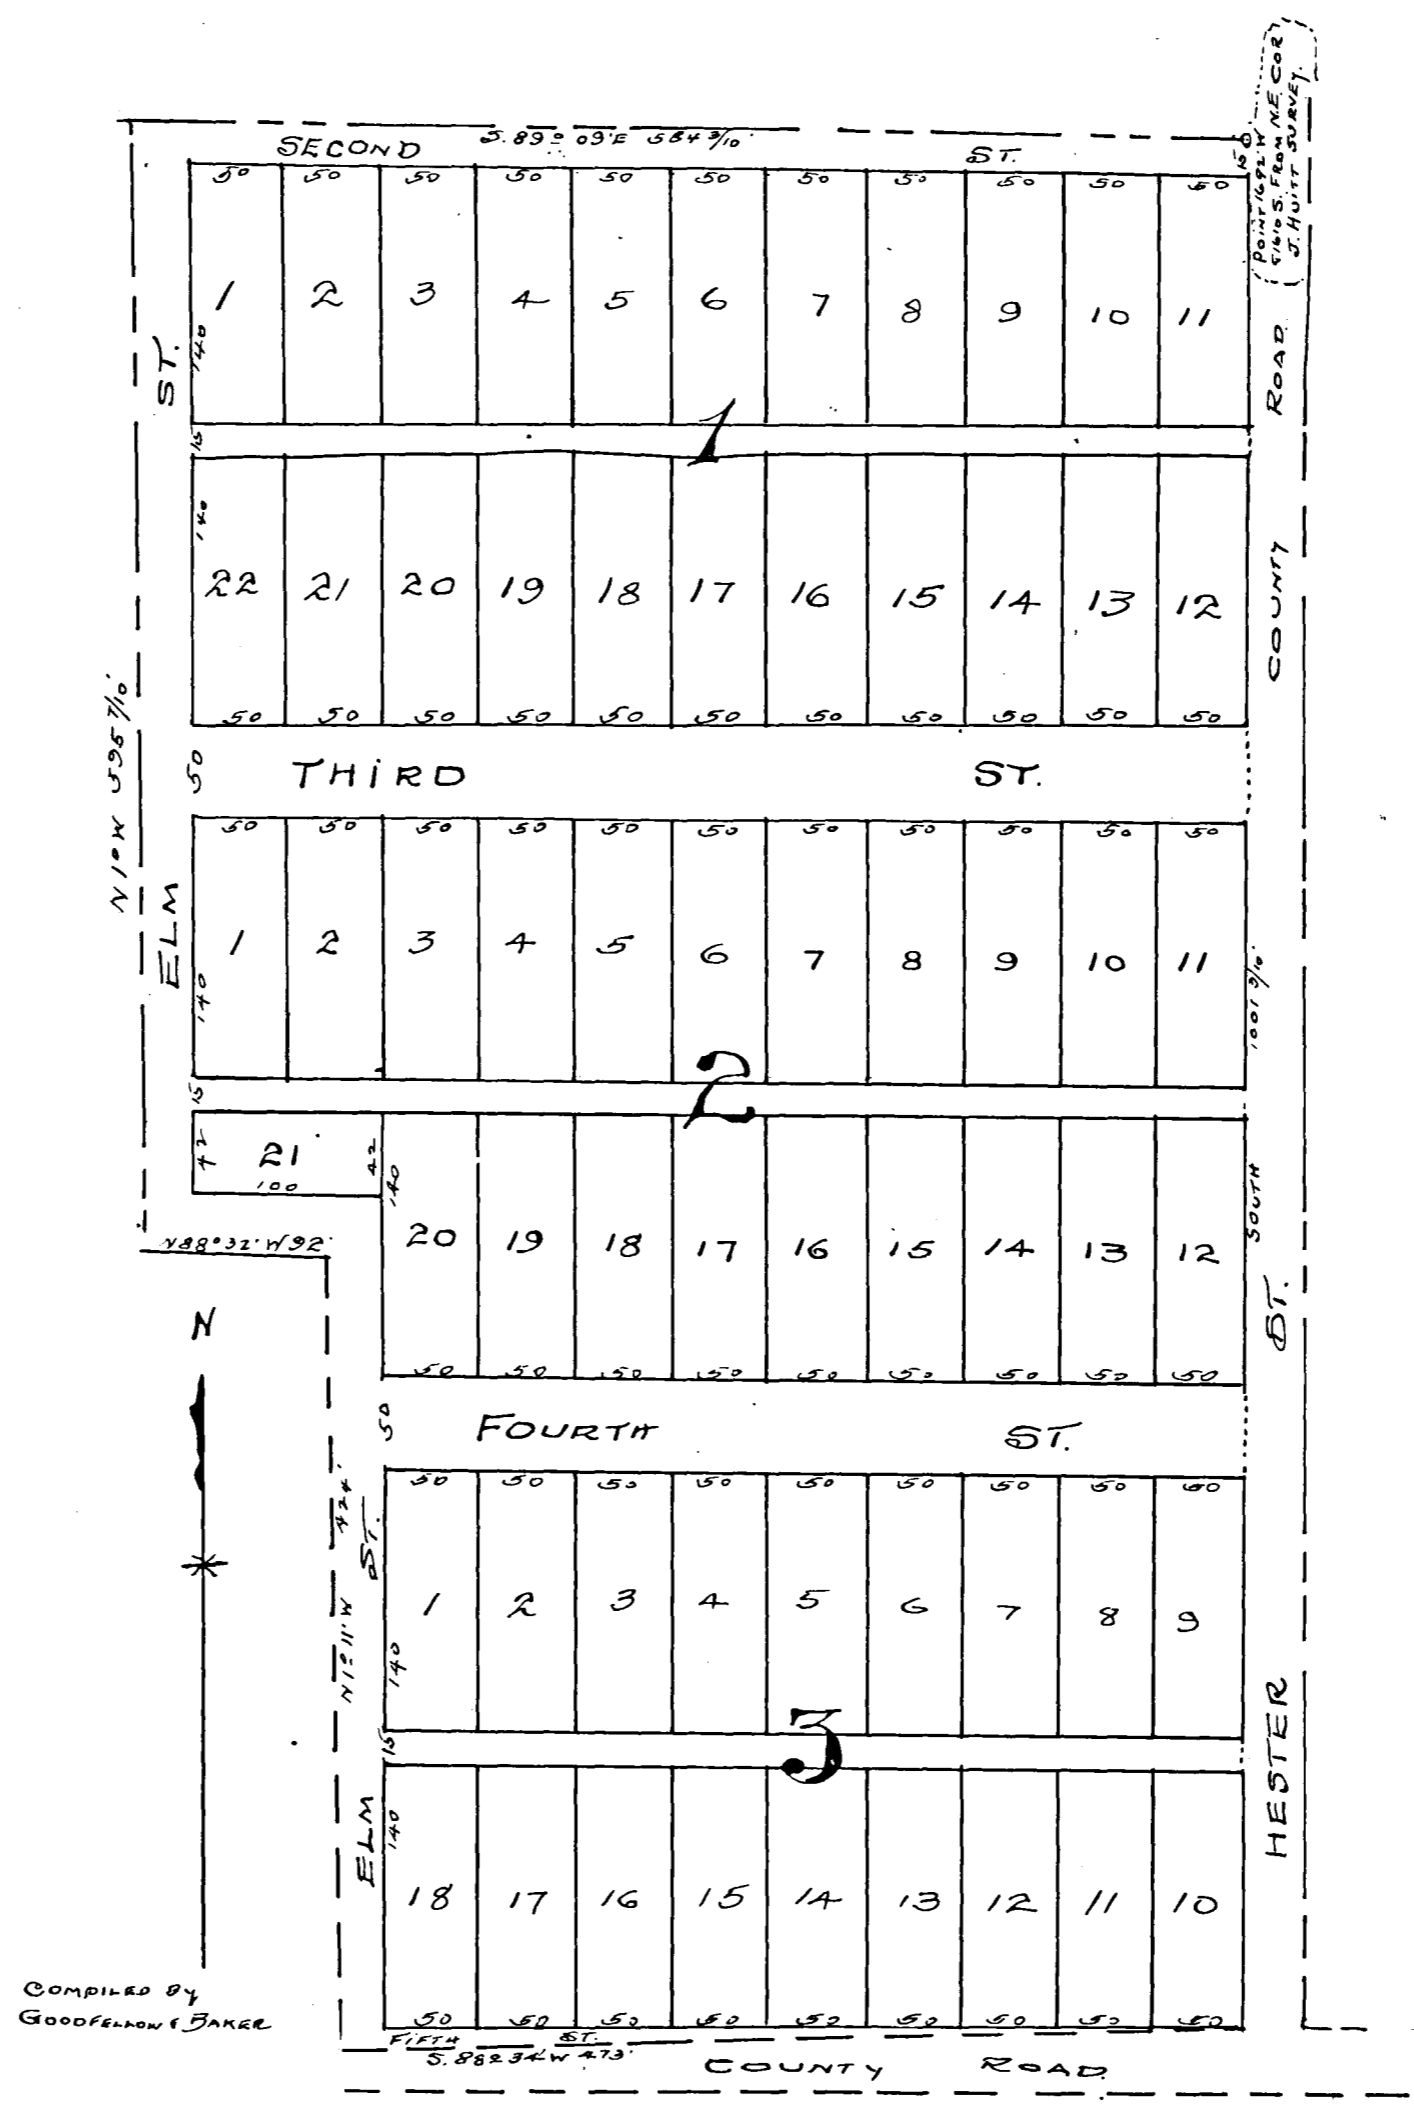 POINT 1692 W
& 1610 S. FROM N.E. COR
J. HUITT SURVEY.
S. 89° 09' E 584 3/10'
SECOND ST.
50 50 50 50 50 50 50 50 50 50 50
1 2 3 4 5 6 7 8 9 10 11
140
ST.
ROAD
15
1
140
22 21 20 19 18 17 16 15 14 13 12
COUNTY
50 50 50 50 50 50 50 50 50 50 50
N 1° W 595 7/10'
50
THIRD ST.
50 50 50 50 50 50 50 50 50 50 50
ELM
1 2 3 4 5 6 7 8 9 10 11
140
1001 3/10'
15
2
42 21 42
100
140
SOUTH
20 19 18 17 16 15 14 13 12
N 88° 32' W 92'
ST.
N
50 50 50 50 50 50 50 50 50
50
FOURTH ST.
50 50 50 50 50 50 50 50 60
N 1° 11' W 424'
ST.
1 2 3 4 5 6 7 8 9
140
15
3
HESTER
ELM
140
18 17 16 15 14 13 12 11 10
COMPILED BY
GOODFELLOW & BAKER
50 50 50 50 50 50 50 50 50
FIFTH ST.
S. 88° 34' W 473'
COUNTY ROAD